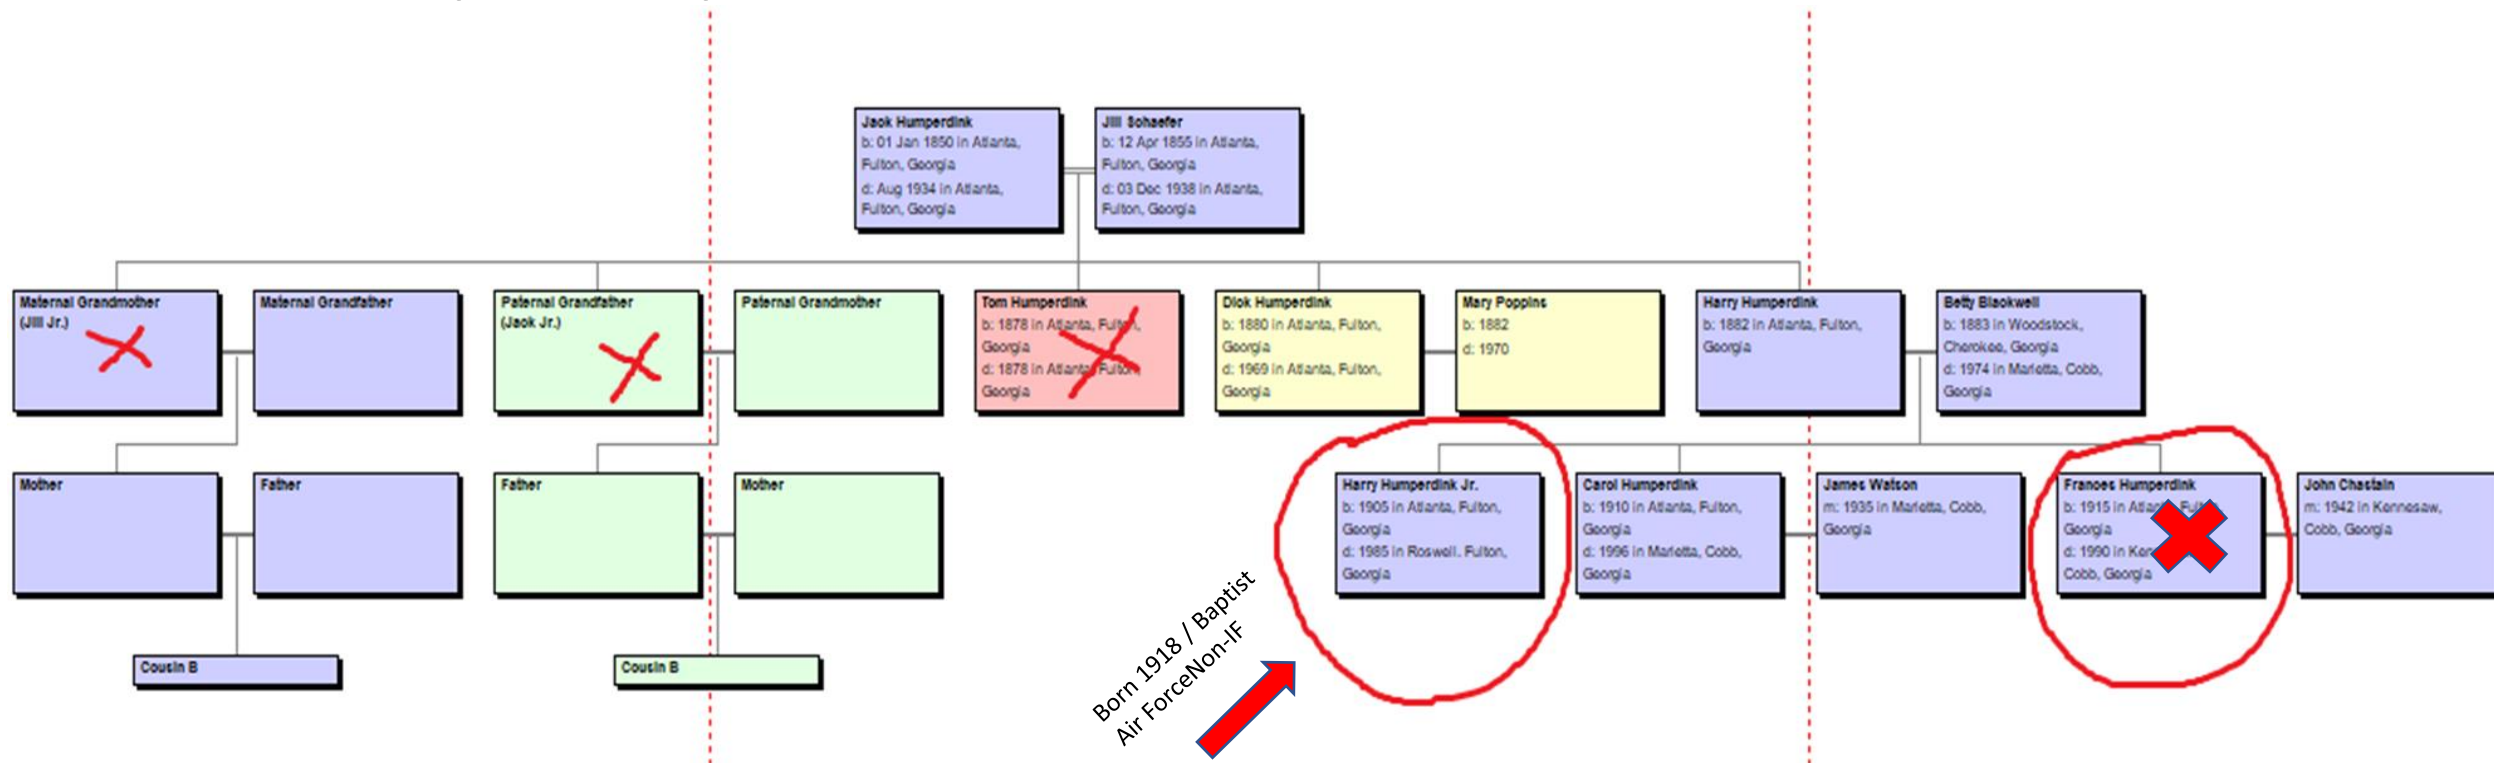 Jack Humperdink
b: 01 Jan 1850 in Atlanta,
Fulton, Georgia
d: Aug 1934 in Atlanta,
Fulton, Georgia
Jill Schaefer
b: 12 Apr 1855 in Atlanta,
Fulton, Georgia
d: 03 Dec 1938 in Atlanta,
Fulton, Georgia
Maternal Grandmother
(Jill Jr.)
Maternal Grandfather
Paternal Grandfather
(Jack Jr.)
Paternal Grandmother
Tom Humperdink
b: 1878 in Atlanta, Fulton,
Georgia
d: 1878 in Atlanta, Fulton,
Georgia
Dick Humperdink
b: 1880 in Atlanta, Fulton,
Georgia
d: 1969 in Atlanta, Fulton,
Georgia
Mary Poppins
b: 1882
d: 1970
Harry Humperdink
b: 1882 in Atlanta, Fulton,
Georgia
Betty Blackwell
b: 1883 in Woodstock,
Cherokee, Georgia
d: 1974 in Marietta, Cobb,
Georgia
Mother
Father
Father
Mother
Harry Humperdink Jr.
b: 1905 in Atlanta, Fulton,
Georgia
d: 1985 in Roswell. Fulton,
Georgia
Carol Humperdink
b: 1910 in Atlanta, Fulton,
Georgia
d: 1996 in Marietta, Cobb,
Georgia
James Watson
m: 1935 in Marietta, Cobb,
Georgia
Frances Humperdink
b: 1915 in Atlanta, Fulton,
Georgia
d: 1990 in
Cobb, Georgia
John Chastain
m: 1942 in Kennesaw,
Cobb, Georgia
Cousin B
Cousin B
Born 1918 / Baptist
Air ForceNon-IF